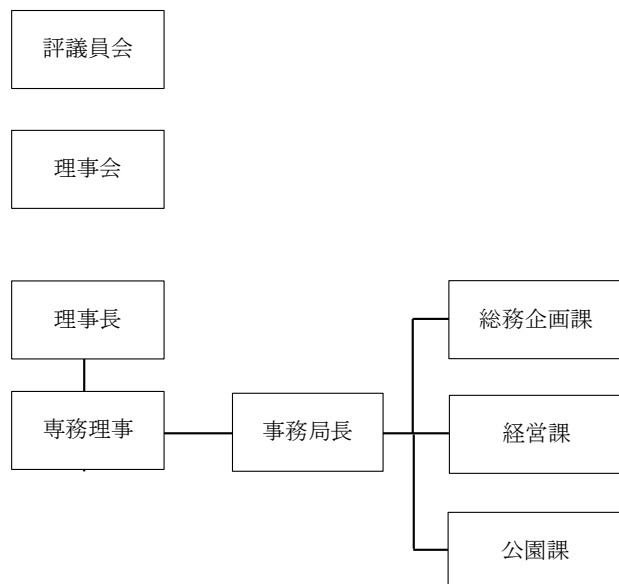 評議員会
理事会
理事長
専務理事
事務局長
総務企画課
経営課
公園課